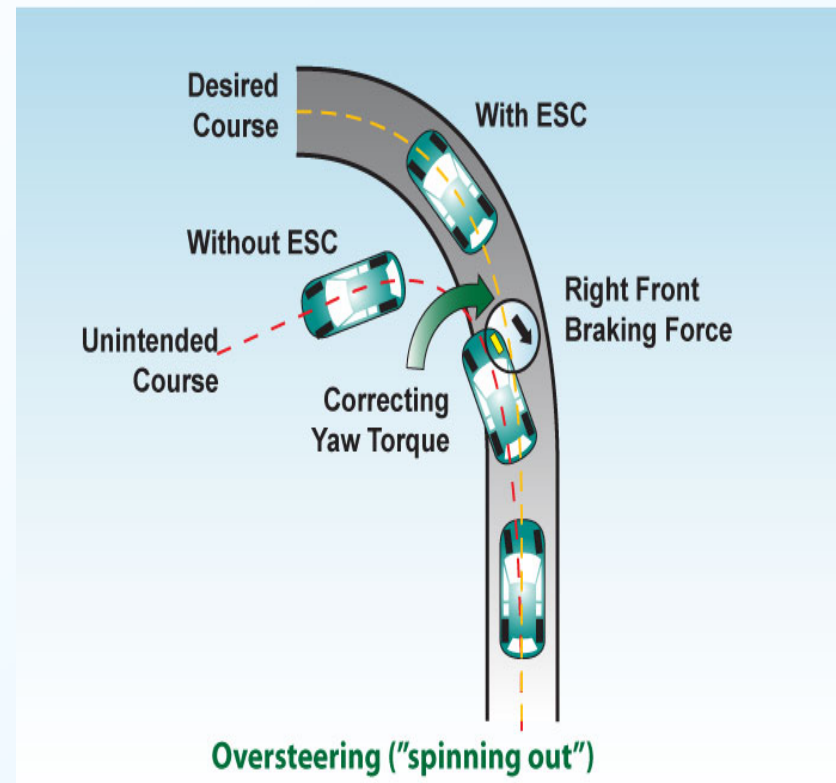 Desired
Course
With ESC
Without ESC
Right Front
Braking Force
Unintended
Course
Correcting
Yaw Torque
Oversteering (”spinning out”)